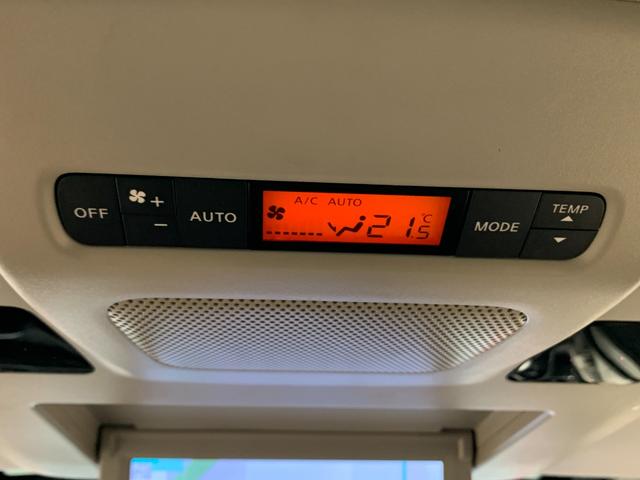 OFF
+
-
AUTO
A/C AUTO
21.5 °C
MODE
TEMP